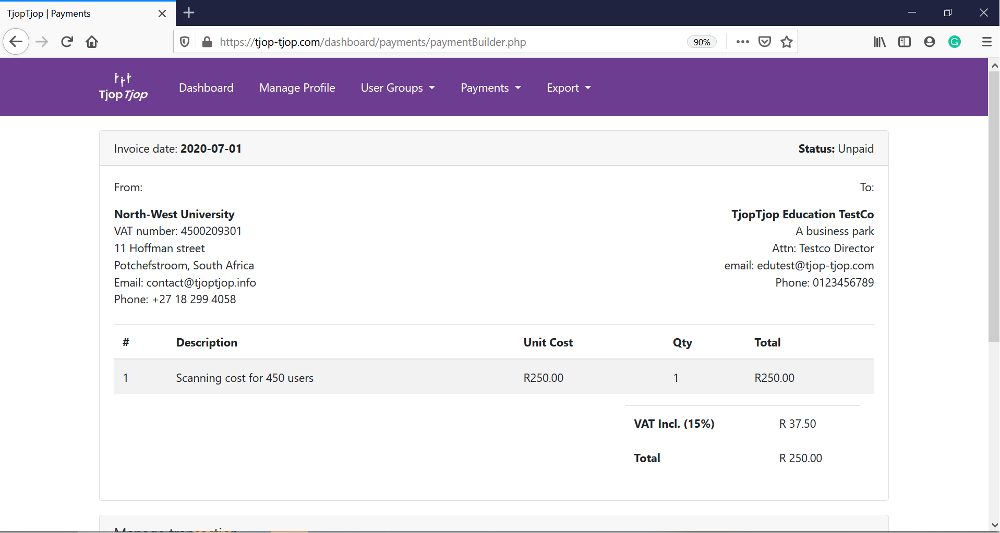 TjopTjop | Payments
https://tjop-tjop.com/dashboard/payments/paymentBuilder.php
90%
Tjop Tjop
Dashboard
Manage Profile
User Groups
Payments
Export
Invoice date: 2020-07-01
Status: Unpaid
From:
To:
North-West University
VAT number: 4500209301
11 Hoffman street
Potchefstroom, South Africa
Email: contact@tjoptjop.info
Phone: +27 18 299 4058
TjopTjop Education TestCo
A business park
Attn: Testco Director
email: edutest@tjop-tjop.com
Phone: 0123456789
# Description Unit Cost Qty Total
1 Scanning cost for 450 users R250.00 1 R250.00
VAT Incl. (15%) R 37.50
Total R 250.00
Manage transaction